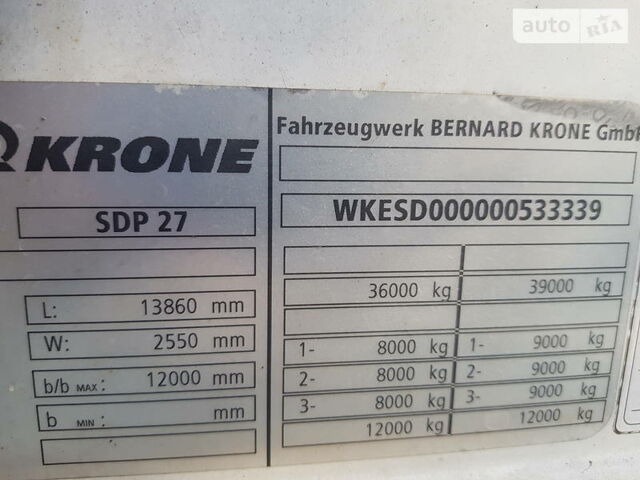 auto RIA
KRONE
SDP 27
L: 13860 mm
W: 2550 mm
b/b MAX: 12000 mm
b MIN: mm
Fahrzeugwerk BERNARD KRONE GmbH
WKESD000000533339
36000 kg 39000 kg
1- 8000 kg 1- 9000 kg
2- 8000 kg 2- 9000 kg
3- 8000 kg 3- 9000 kg
12000 kg 12000 kg